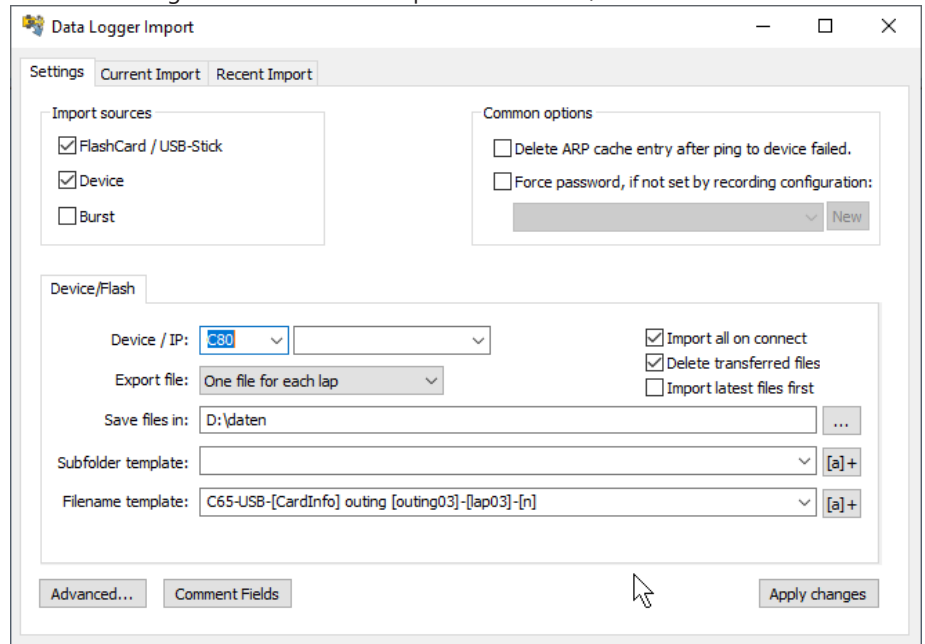 Data Logger Import
Settings Current Import Recent Import
Import sources
FlashCard / USB-Stick
Device
Burst
Common options
Delete ARP cache entry after ping to device failed.
Force password, if not set by recording configuration:
New
Device/Flash
Device / IP: C80
Export file: One file for each lap
Save files in: D:\daten ...
Subfolder template: [a]+
Filename template: C65-USB-[CardInfo] outing [outing03]-[lap03]-[n] [a]+
Import all on connect
Delete transferred files
Import latest files first
Advanced... Comment Fields Apply changes